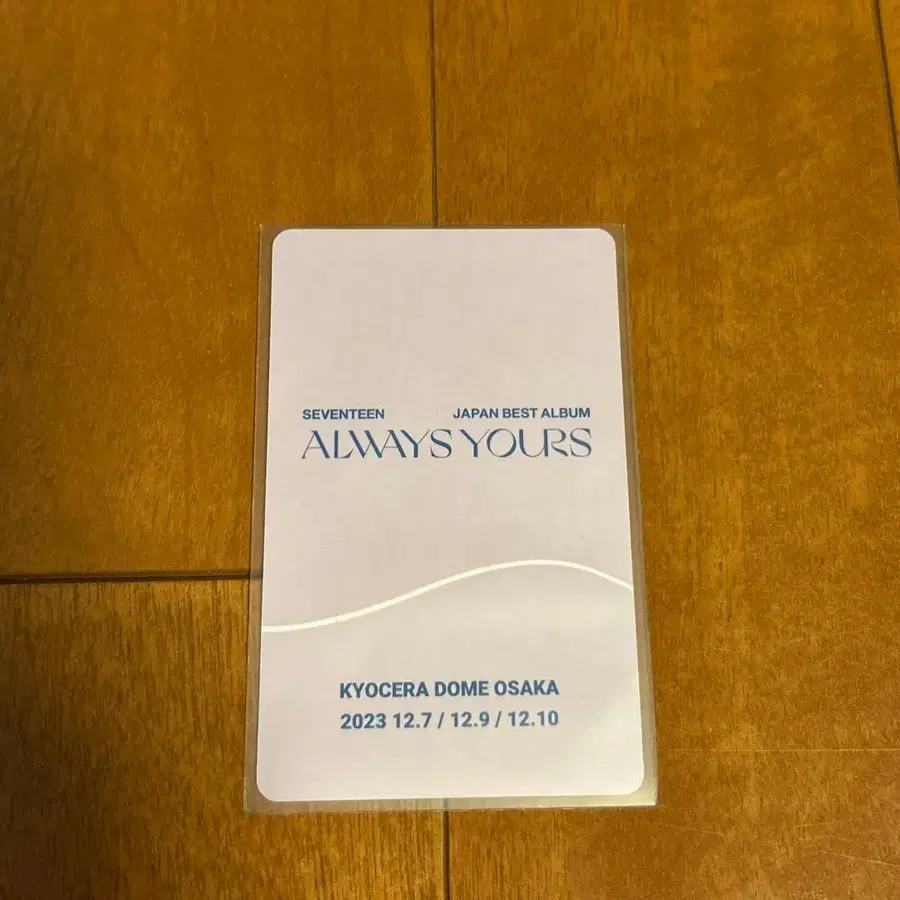 SEVENTEEN JAPAN BEST ALBUM
ALWAYS YOURS
KYOCERA DOME OSAKA
2023 12.7 / 12.9 / 12.10